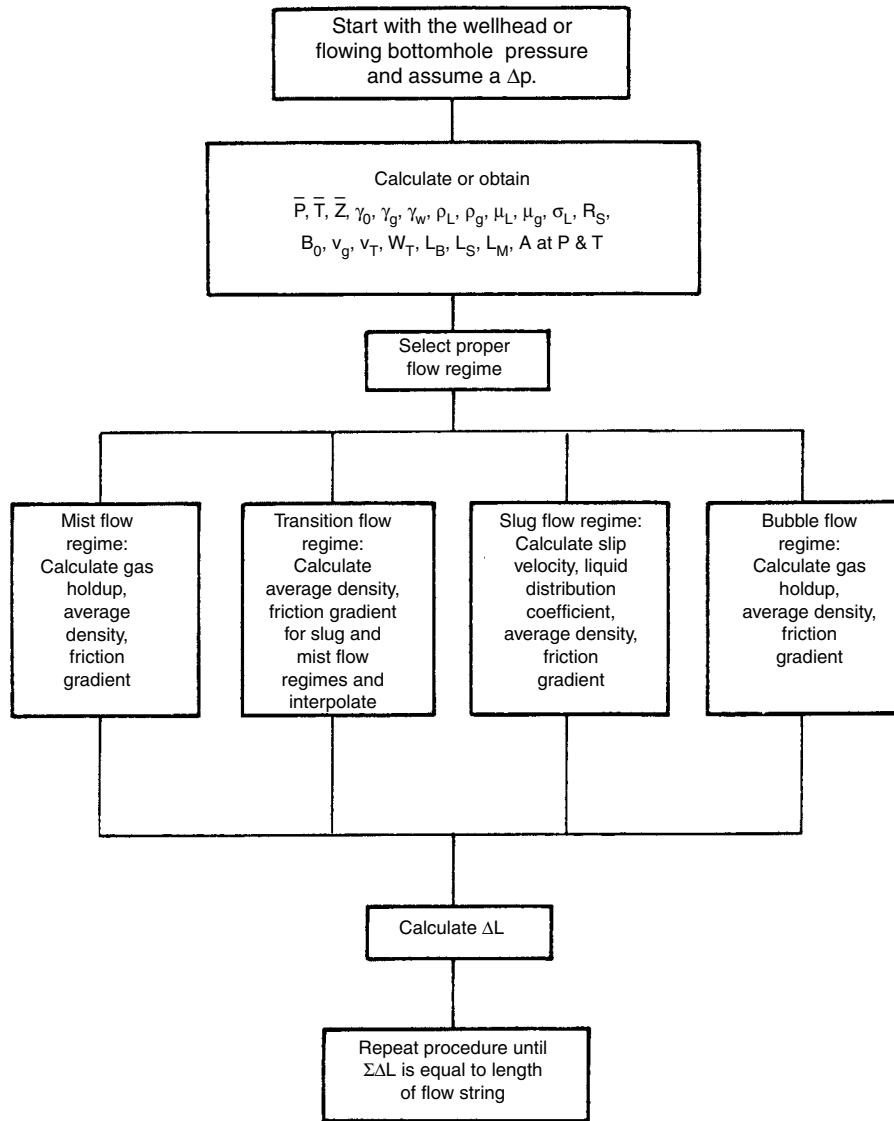 Start with the wellhead or
flowing bottomhole pressure
and assume a Δp.
Calculate or obtain
P̅, T̅, Z̅, γ₀, γg, γw, ρL, ρg, μL, μg, σL, RS,
B₀, vg, vT, WT, LB, LS, LM, A at P & T
Select proper
flow regime
Mist flow
regime:
Calculate gas
holdup,
average
density,
friction
gradient
Transition flow
regime:
Calculate
average density,
friction gradient
for slug and
mist flow
regimes and
interpolate
Slug flow regime:
Calculate slip
velocity, liquid
distribution
coefficient,
average density,
friction
gradient
Bubble flow
regime:
Calculate gas
holdup,
average density,
friction
gradient
Calculate ΔL
Repeat procedure until
ΣΔL is equal to length
of flow string